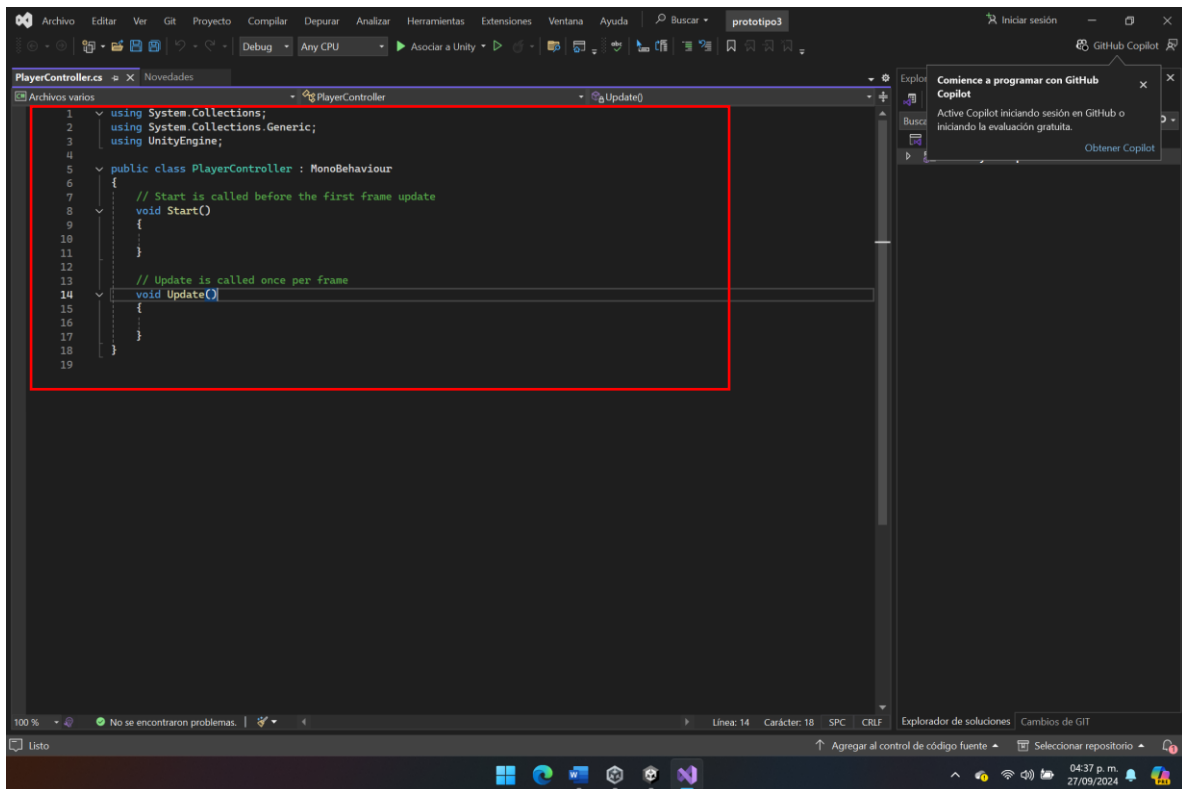 Archivo Editar Ver Git Proyecto Compilar Depurar Analizar Herramientas Extensiones Ventana Ayuda Buscar prototipo3 Iniciar sesión
Debug Any CPU Asociar a Unity GitHub Copilot
PlayerController.cs Novedades
Archivos varios PlayerController Update()
1 using System.Collections;
2 using System.Collections.Generic;
3 using UnityEngine;
4
5 public class PlayerController : MonoBehaviour
6 {
7 // Start is called before the first frame update
8 void Start()
9 {
10
11 }
12
13 // Update is called once per frame
14 void Update()
15 {
16
17 }
18 }
19
Comience a programar con GitHub
Copilot
Active Copilot iniciando sesión en GitHub o
iniciando la evaluación gratuita.
Obtener Copilot
100 % No se encontraron problemas. Línea: 14 Carácter: 18 SPC CRLF
Explorador de soluciones Cambios de GIT
Listo Agregar al control de código fuente Seleccionar repositorio
04:37 p. m.
27/09/2024